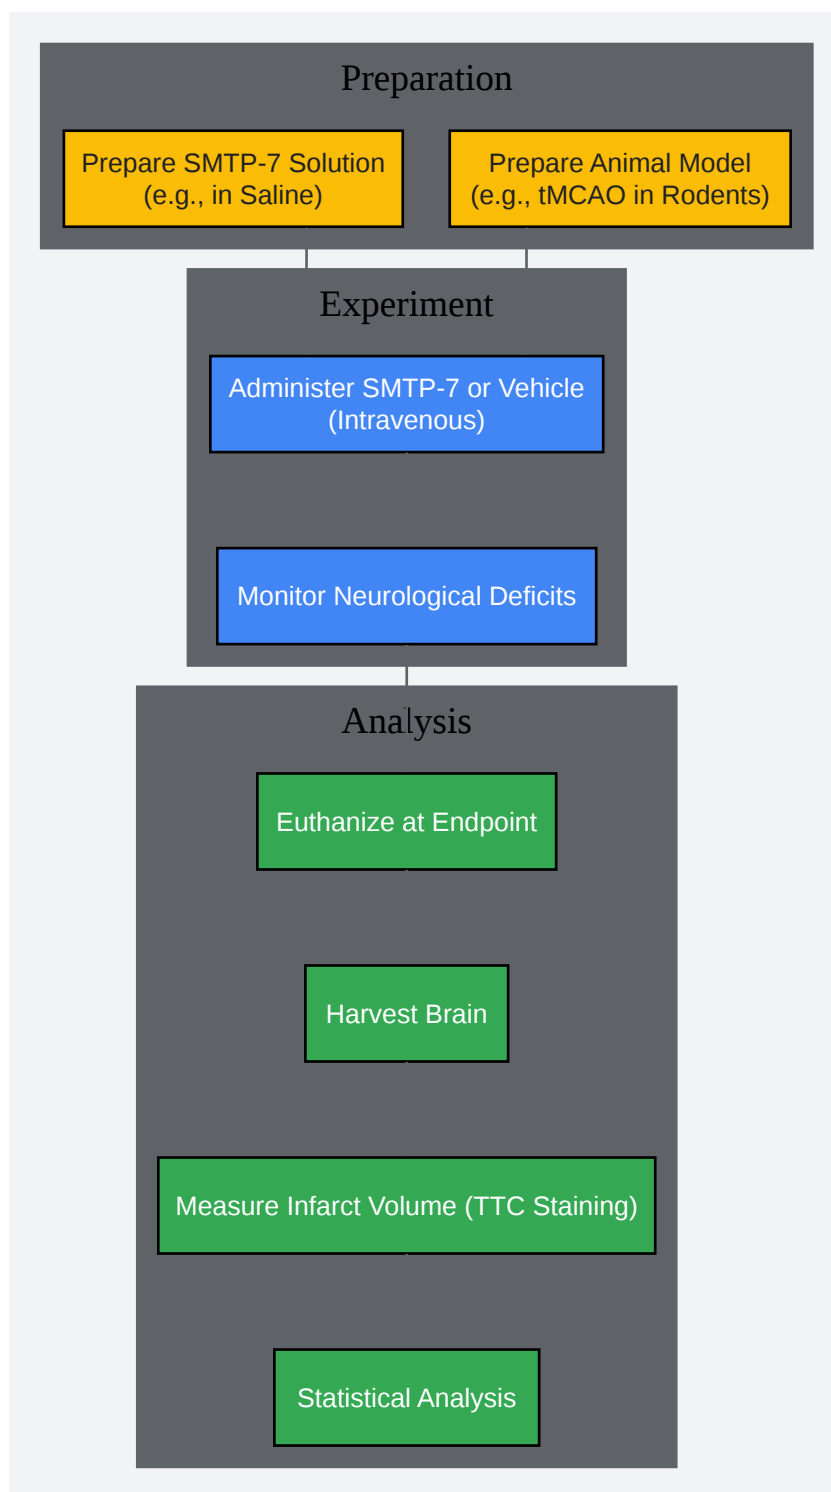 Preparation
Prepare SMTP-7 Solution
(e.g., in Saline)
Prepare Animal Model
(e.g., tMCAO in Rodents)
Experiment
Administer SMTP-7 or Vehicle
(Intravenous)
Monitor Neurological Deficits
Analysis
Euthanize at Endpoint
Harvest Brain
Measure Infarct Volume (TTC Staining)
Statistical Analysis